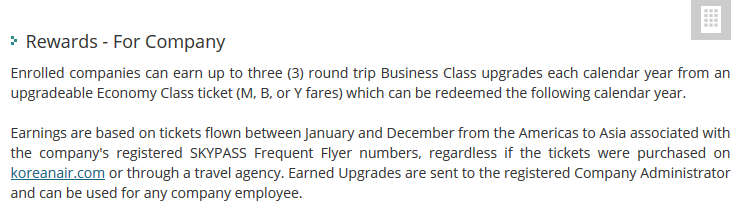 Rewards - For Company
Enrolled companies can earn up to three (3) round trip Business Class upgrades each calendar year from an
upgradeable Economy Class ticket (M, B, or Y fares) which can be redeemed the following calendar year.
Earnings are based on tickets flown between January and December from the Americas to Asia associated with
the company's registered SKYPASS Frequent Flyer numbers, regardless if the tickets were purchased on
koreanair.com or through a travel agency. Earned Upgrades are sent to the registered Company Administrator
and can be used for any company employee.